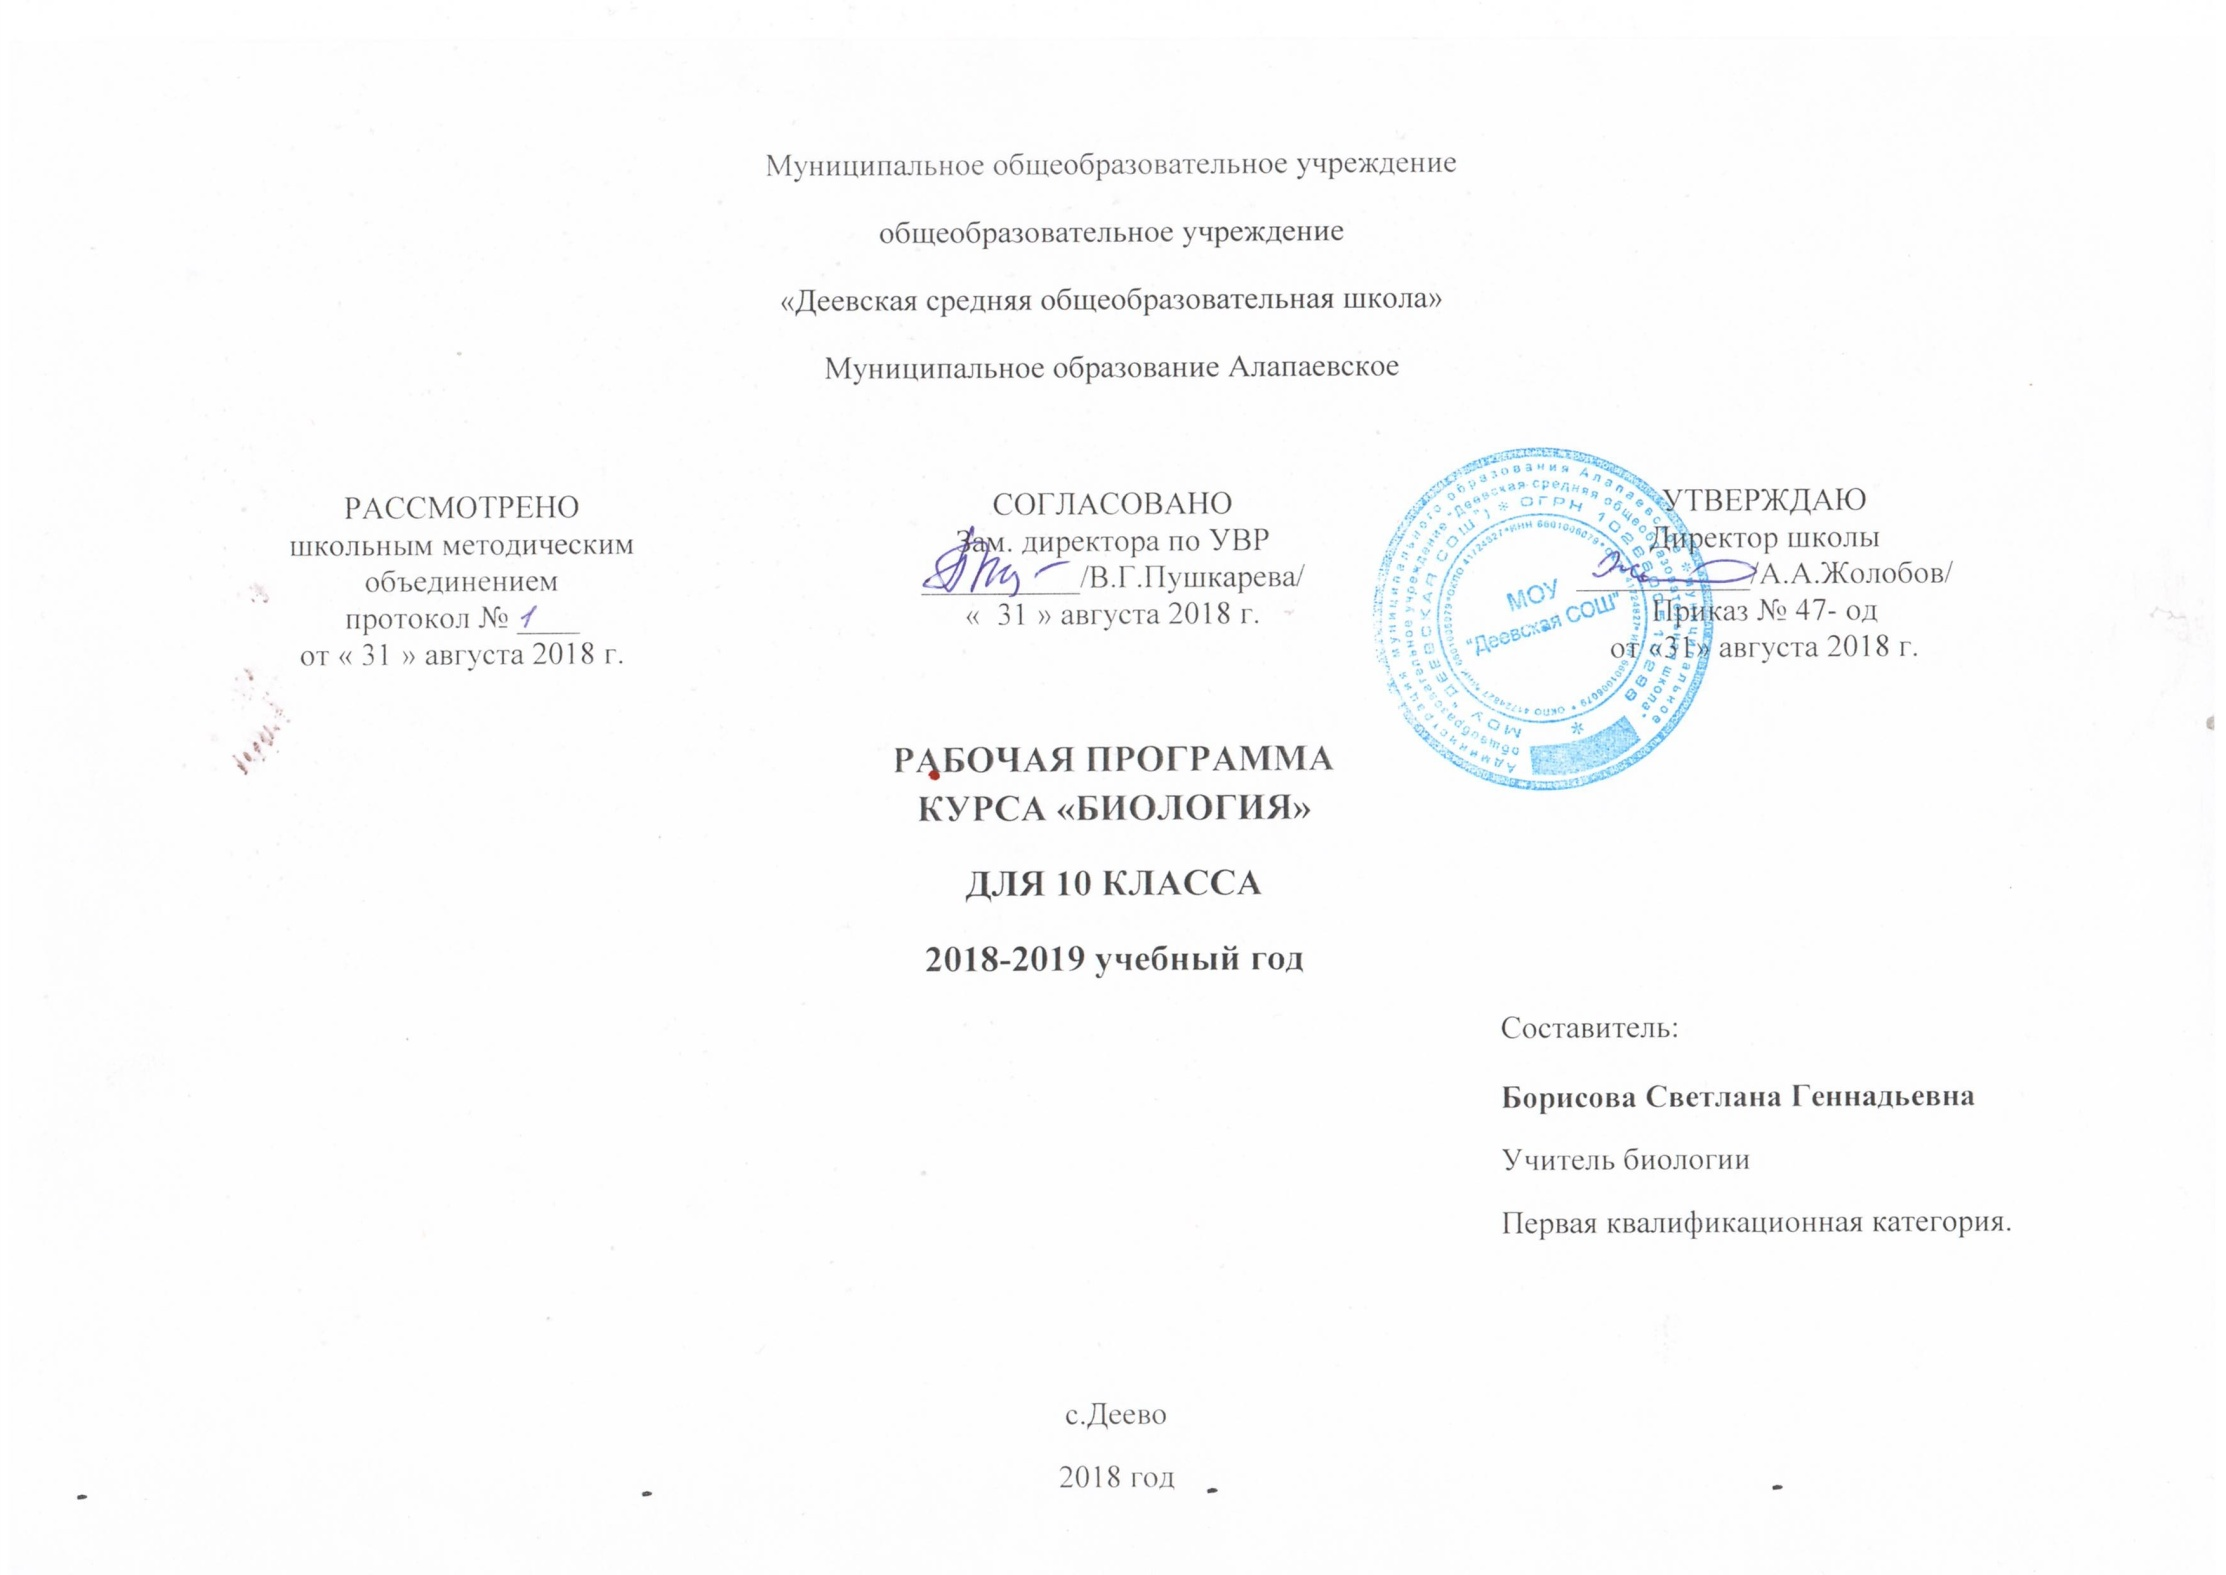 Муниципальное общеобразовательное учреждение
общеобразовательное учреждение
«Деевская средняя общеобразовательная школа»
Муниципальное образование Алапаевское
РАССМОТРЕНО
школьным методическим
объединением
протокол № 1
от « 31 » августа 2018 г.
СОГЛАСОВАНО
Зам. директора по УВР
/В.Г.Пушкарева/
« 31 » августа 2018 г.
УТВЕРЖДАЮ
Директор школы
/А.А.Жолобов/
Приказ № 47- од
от «31» августа 2018 г.
МОУ
"Деевская СОШ"
РАБОЧАЯ ПРОГРАММА
КУРСА «БИОЛОГИЯ»
ДЛЯ 10 КЛАССА
2018-2019 учебный год
Составитель:
Борисова Светлана Геннадьевна
Учитель биологии
Первая квалификационная категория.
с.Деево
2018 год